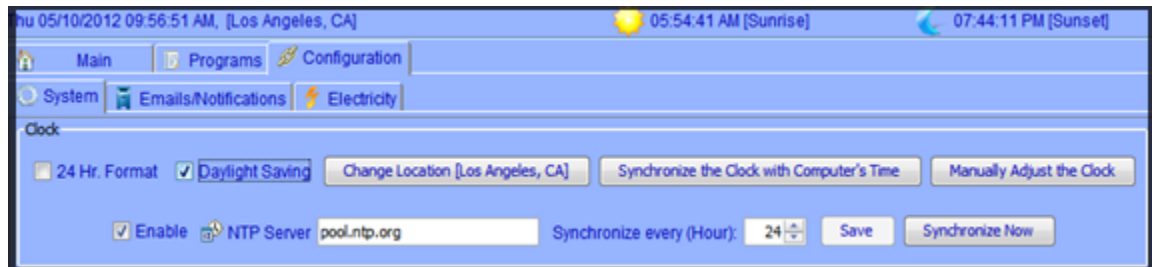 hu 05/10/2012 09:56:51 AM, [Los Angeles, CA] 05:54:41 AM [Sunrise] 07:44:11 PM [Sunset]
Main Programs Configuration
System Emails/Notifications Electricity
Clock
24 Hr. Format Daylight Saving Change Location [Los Angeles, CA] Synchronize the Clock with Computer's Time Manually Adjust the Clock
Enable NTP Server pool.ntp.org Synchronize every (Hour): 24 Save Synchronize Now